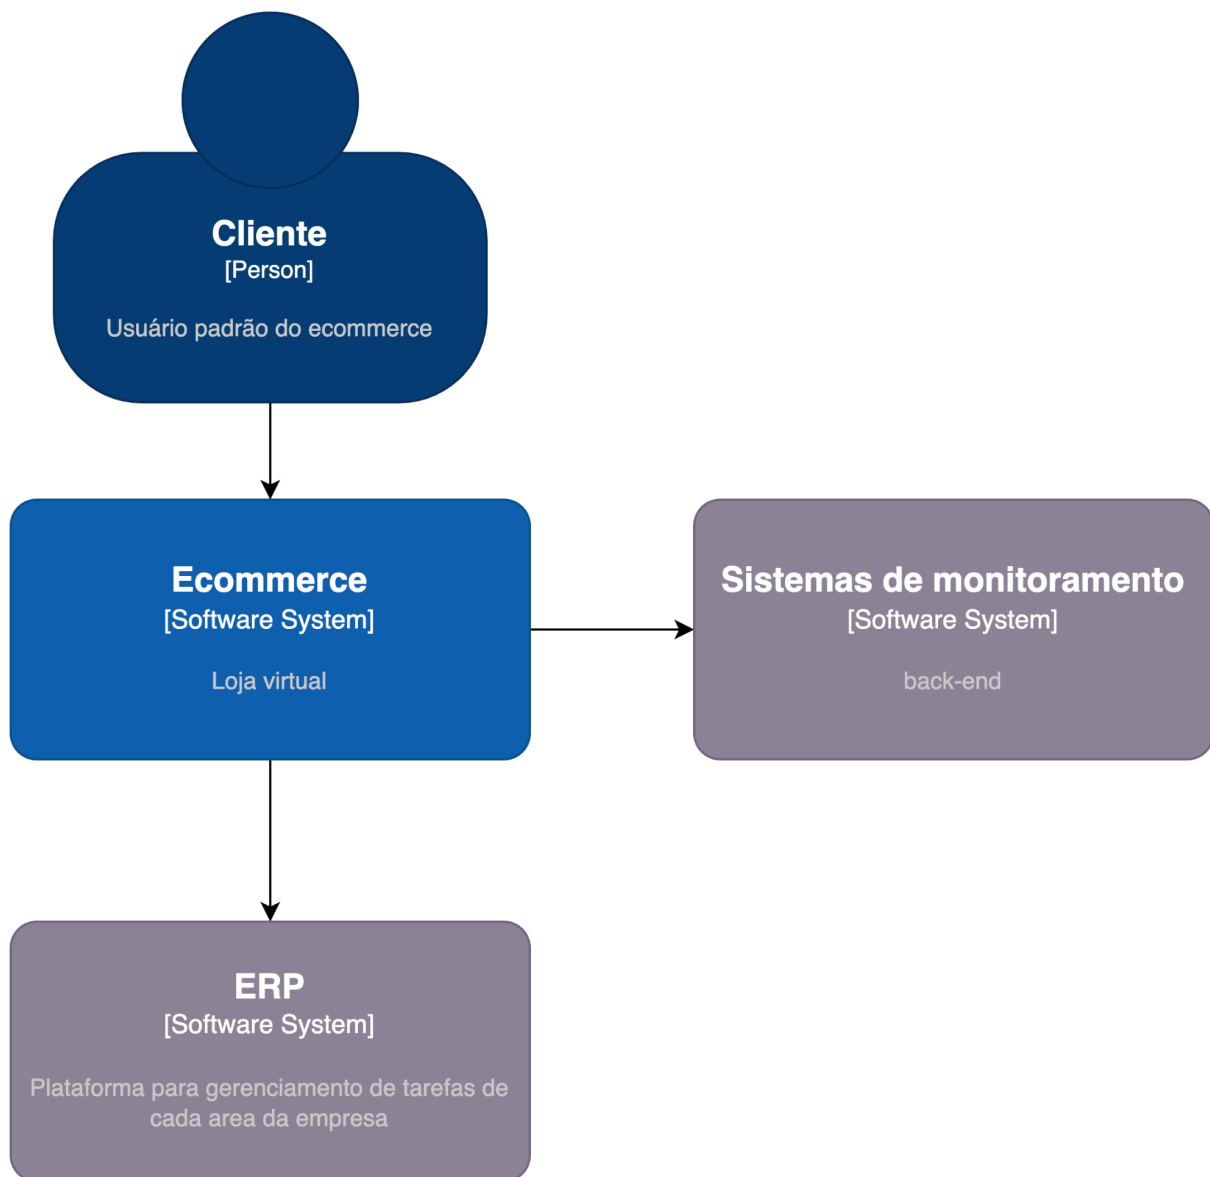 Cliente
[Person]
Usuário padrão do ecommerce
Ecommerce
[Software System]
Loja virtual
Sistemas de monitoramento
[Software System]
back-end
ERP
[Software System]
Plataforma para gerenciamento de tarefas de
cada area da empresa